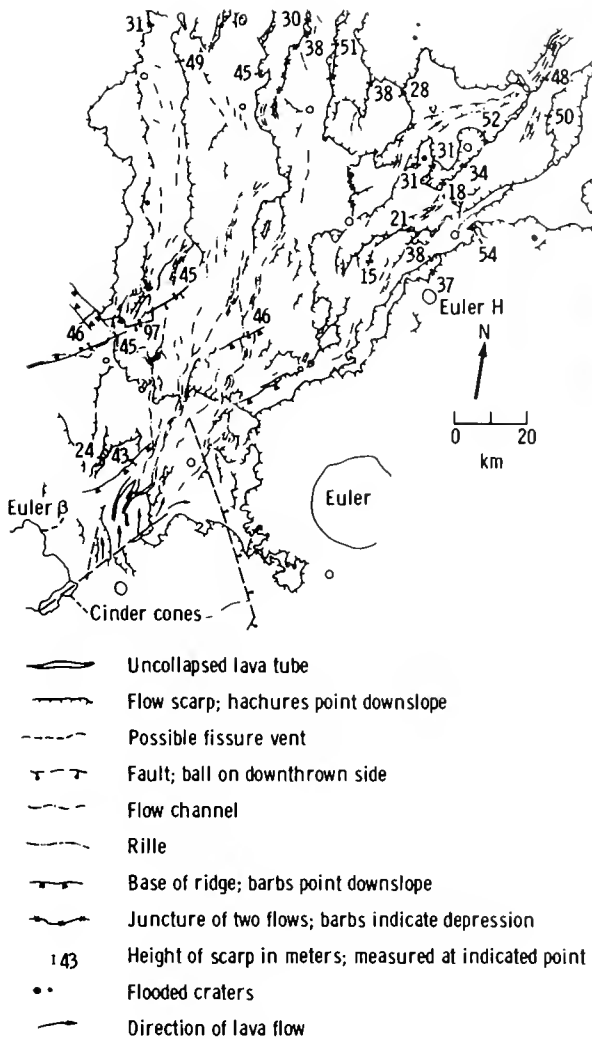 31
49
10
45
30
38
51
38
28
48
52
50
31
31
34
18
21
38
54
15
37
45
46
97
45
46
Euler H
N
0 20
km
24
43
Euler β
Euler
Cinder cones
Uncollapsed lava tube
Flow scarp; hachures point downslope
Possible fissure vent
Fault; ball on downthrown side
Flow channel
Rille
Base of ridge; barbs point downslope
Juncture of two flows; barbs indicate depression
43 Height of scarp in meters; measured at indicated point
Flooded craters
Direction of lava flow